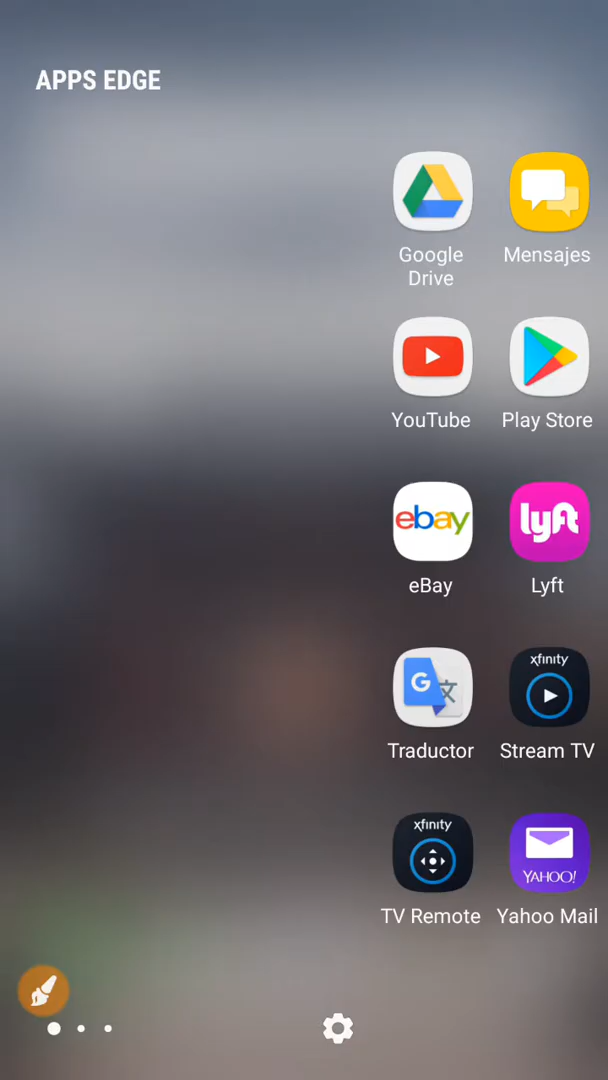 APPS EDGE
Google
Drive
Mensajes
YouTube
Play Store
ebay
lyft
eBay
Lyft
G
xfinity
Traductor
Stream TV
xfinity
YAHOO!
TV Remote
Yahoo Mail